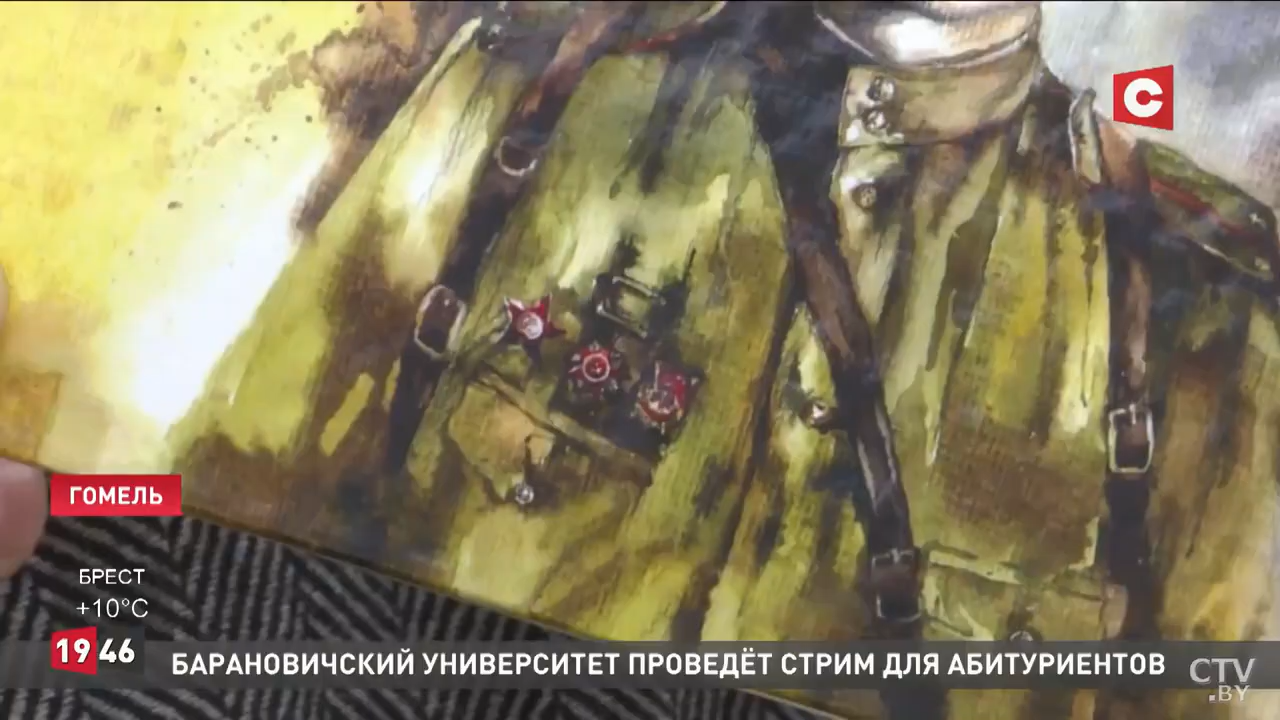 C
ГОМЕЛЬ
БРЕСТ
+10°C
19 46
БАРАНОВИЧСКИЙ УНИВЕРСИТЕТ ПРОВЕДЁТ СТРИМ ДЛЯ АБИТУРИЕНТОВ
CTV
.BY